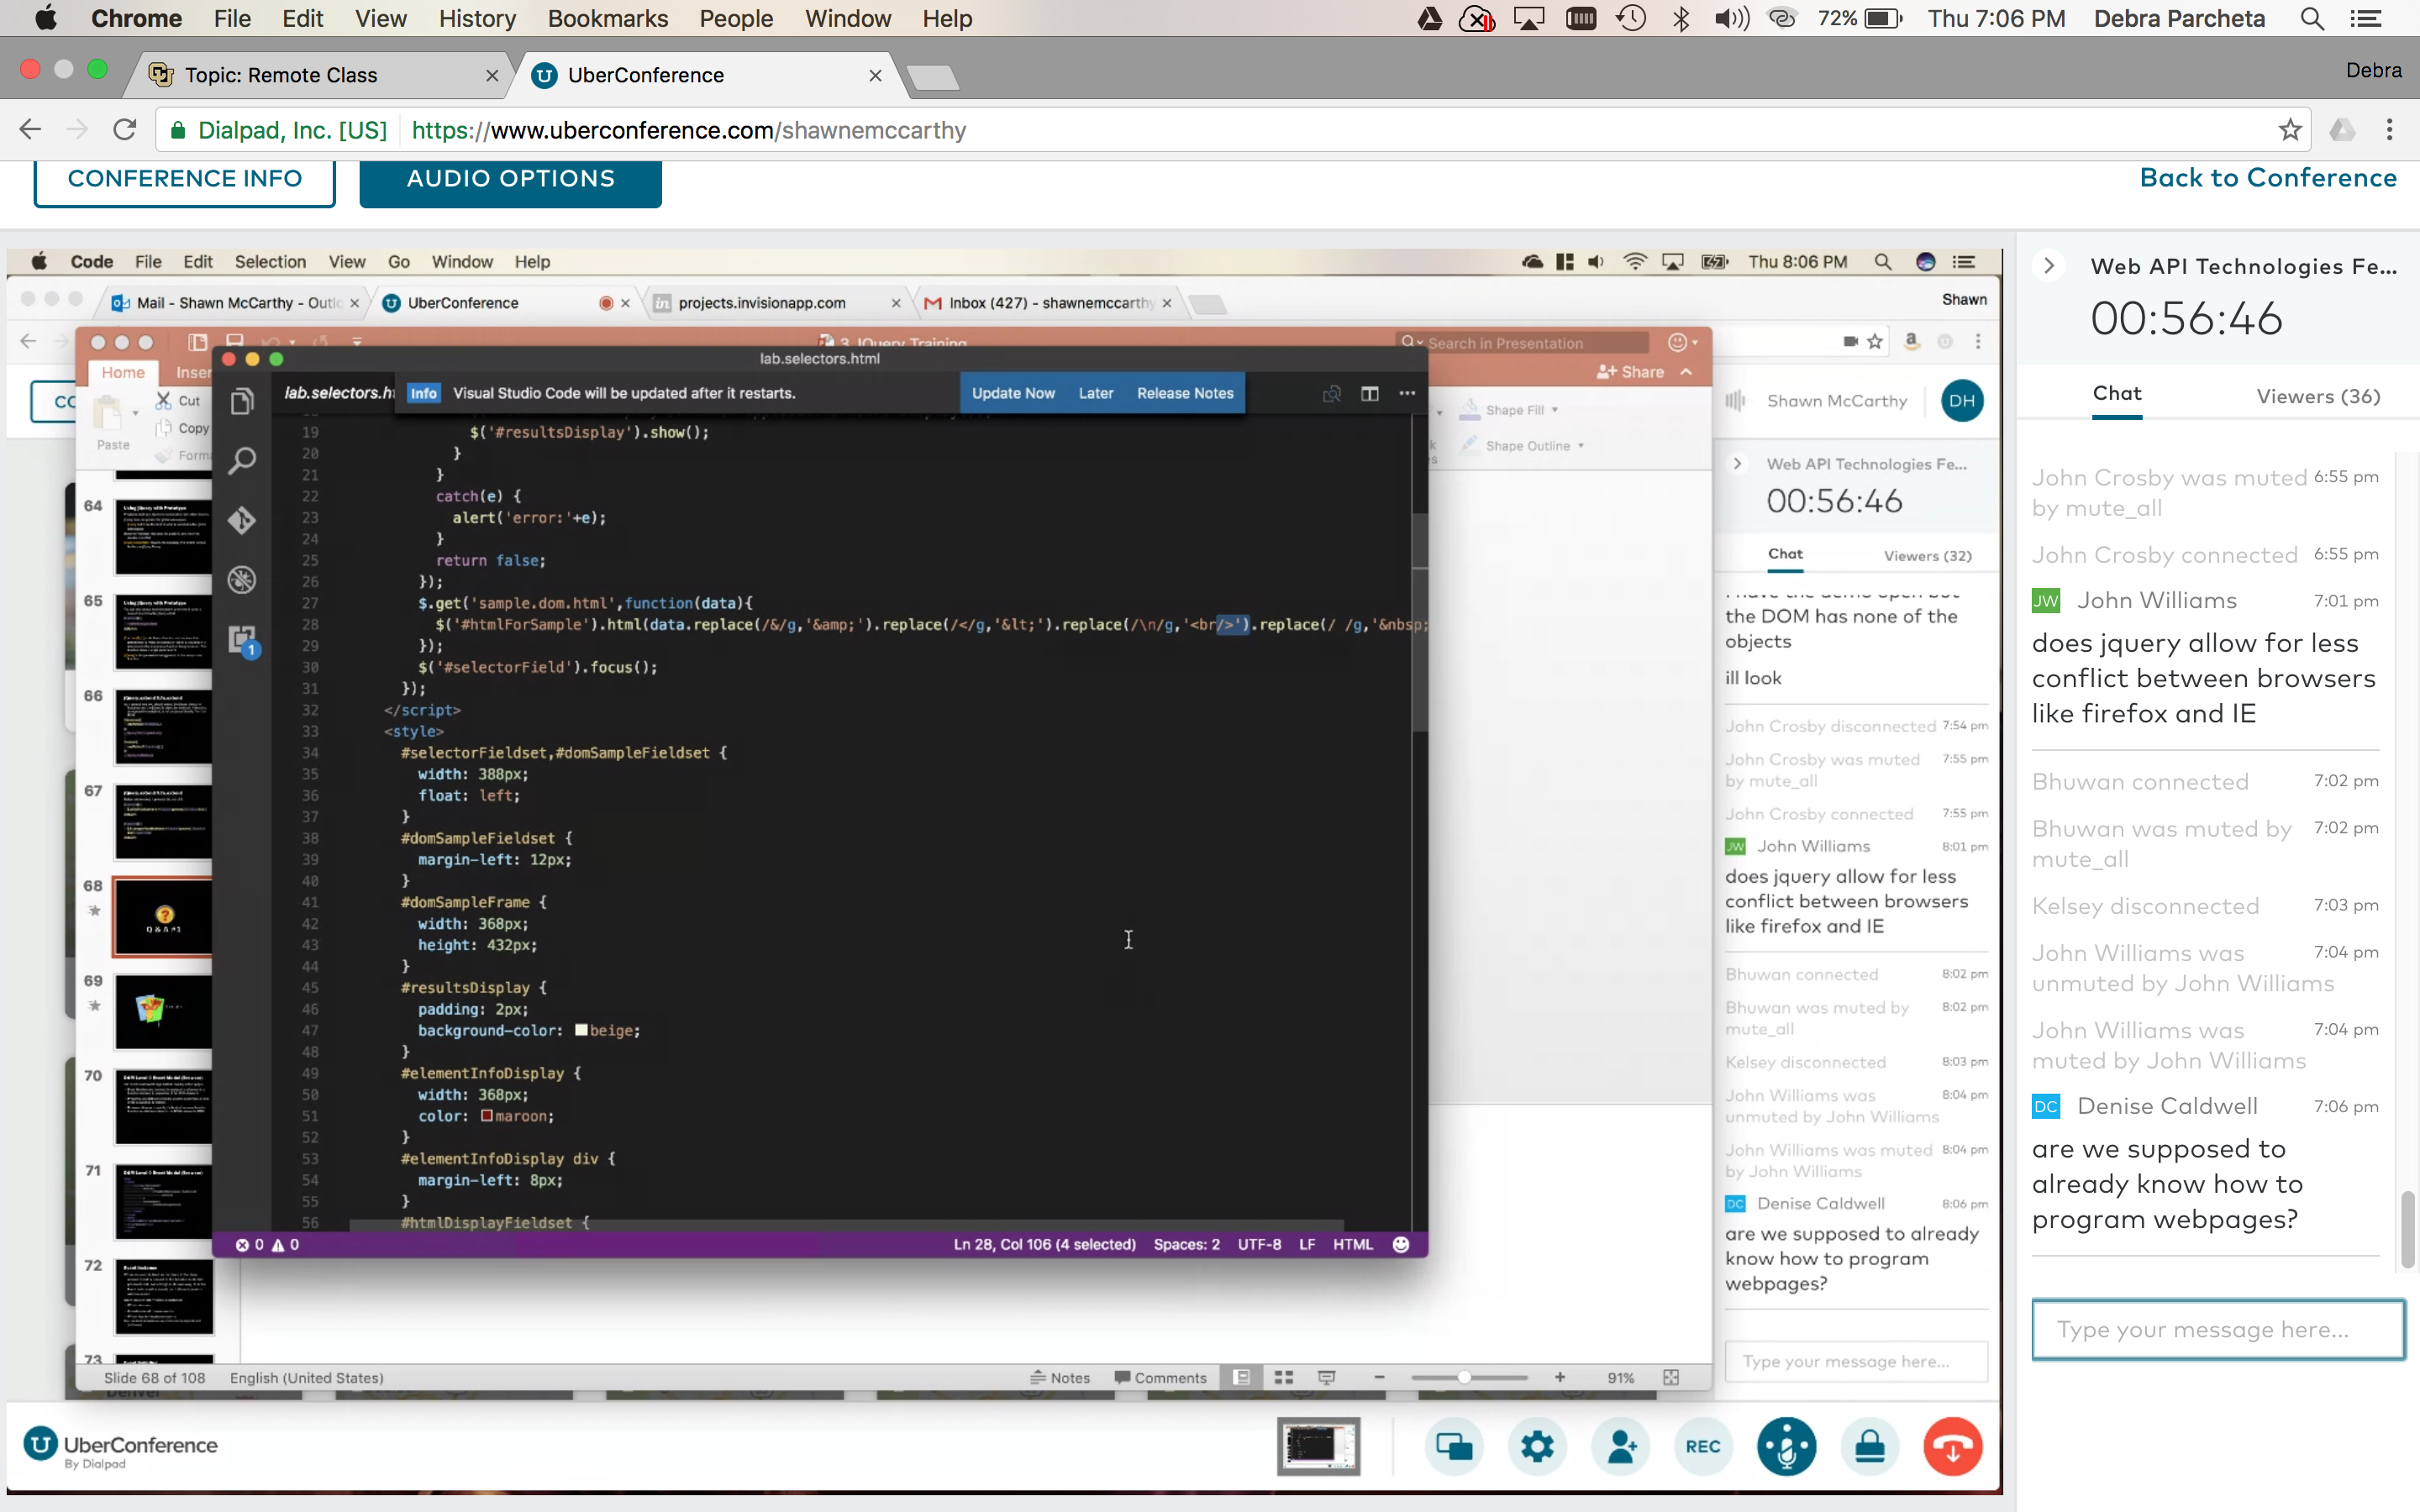 Chrome File Edit View History Bookmarks People Window Help 72% Thu 7:06 PM Debra Parcheta
Topic: Remote Class UberConference Debra
Dialpad, Inc. [US] https://www.uberconference.com/shawnemccarthy
CONFERENCE INFO AUDIO OPTIONS Back to Conference
Code File Edit Selection View Go Window Help Thu 8:06 PM
Mail - Shawn McCarthy - Outlo UberConference projects.invisionapp.com Inbox (427) - shawnemccarthy Shawn
3. JQuery Training Search in Presentation
lab.selectors.html
Home Inser Share
Cut
Copy
Paste Forma
Shape Fill
Shape Outline
lab.selectors.ht Info Visual Studio Code will be updated after it restarts. Update Now Later Release Notes
19 $('#resultsDisplay').show();
20 }
21 }
22 catch(e) {
23 alert('error:'+e);
24 }
25 return false;
26 });
27 $.get('sample.dom.html',function(data){
28 $('#htmlForSample').html(data.replace(/&/g,'&amp;').replace(/</g,'&lt;').replace(/\n/g,'<br/>').replace(/ /g,'&nbsp;
29 });
30 $('#selectorField').focus();
31 });
32 </script>
33 <style>
34 #selectorFieldset,#domSampleFieldset {
35 width: 388px;
36 float: left;
37 }
38 #domSampleFieldset {
39 margin-left: 12px;
40 }
41 #domSampleFrame {
42 width: 368px;
43 height: 432px;
44 }
45 #resultsDisplay {
46 padding: 2px;
47 background-color: beige;
48 }
49 #elementInfoDisplay {
50 width: 368px;
51 color: maroon;
52 }
53 #elementInfoDisplay div {
54 margin-left: 8px;
55 }
56 #htmlDisplayFieldset {
1
0 0 Ln 28, Col 106 (4 selected) Spaces: 2 UTF-8 LF HTML
64
Using jQuery with Prototype
65
Using jQuery with Prototype
66
67
68
Q & A #1
69
70
71
72
73
Slide 68 of 108 English (United States) Notes Comments 91%
Shawn McCarthy DH
Web API Technologies Fe...
00:56:46
Chat Viewers (32)
the DOM has none of the
objects
ill look
John Crosby disconnected 7:54 pm
John Crosby was muted 7:55 pm
by mute_all
John Crosby connected 7:55 pm
JW John Williams 8:01 pm
does jquery allow for less
conflict between browsers
like firefox and IE
Bhuwan connected 8:02 pm
Bhuwan was muted by 8:02 pm
mute_all
Kelsey disconnected 8:03 pm
John Williams was 8:04 pm
unmuted by John Williams
John Williams was muted 8:04 pm
by John Williams
DC Denise Caldwell 8:06 pm
are we supposed to already
know how to program
webpages?
Type your message here...
UberConference
By Dialpad
REC
Web API Technologies Fe...
00:56:46
Chat Viewers (36)
John Crosby was muted 6:55 pm
by mute_all
John Crosby connected 6:55 pm
JW John Williams 7:01 pm
does jquery allow for less
conflict between browsers
like firefox and IE
Bhuwan connected 7:02 pm
Bhuwan was muted by 7:02 pm
mute_all
Kelsey disconnected 7:03 pm
John Williams was 7:04 pm
unmuted by John Williams
John Williams was 7:04 pm
muted by John Williams
DC Denise Caldwell 7:06 pm
are we supposed to
already know how to
program webpages?
Type your message here...